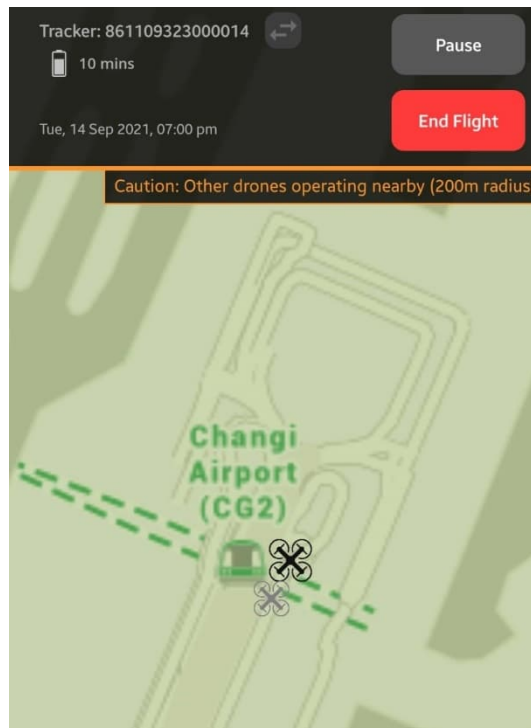 Tracker: 861109323000014
10 mins
Tue, 14 Sep 2021, 07:00 pm
Pause
End Flight
Caution: Other drones operating nearby (200m radius
Changi
Airport
(CG2)